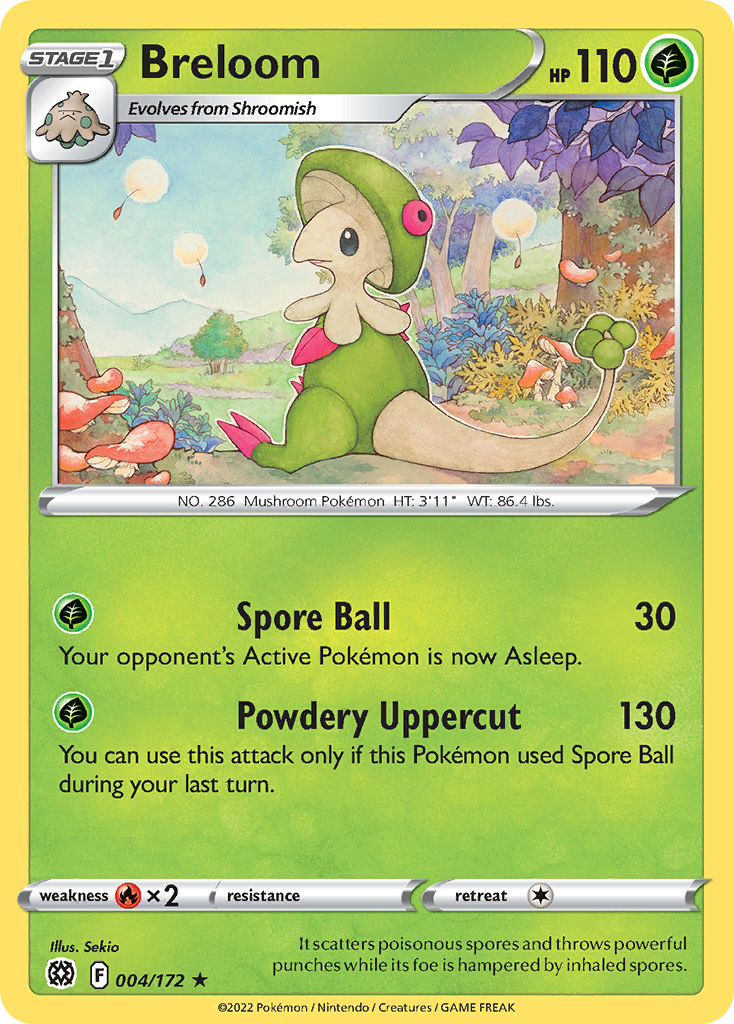 STAGE 1
Breloom
HP 110
Evolves from Shroomish
NO. 286 Mushroom Pokémon HT: 3'11" WT: 86.4 lbs.
Spore Ball 30
Your opponent's Active Pokémon is now Asleep.
Powdery Uppercut 130
You can use this attack only if this Pokémon used Spore Ball
during your last turn.
weakness ×2 resistance retreat
Illus. Sekio
It scatters poisonous spores and throws powerful
punches while its foe is hampered by inhaled spores.
F 004/172 ★
©2022 Pokémon / Nintendo / Creatures / GAME FREAK